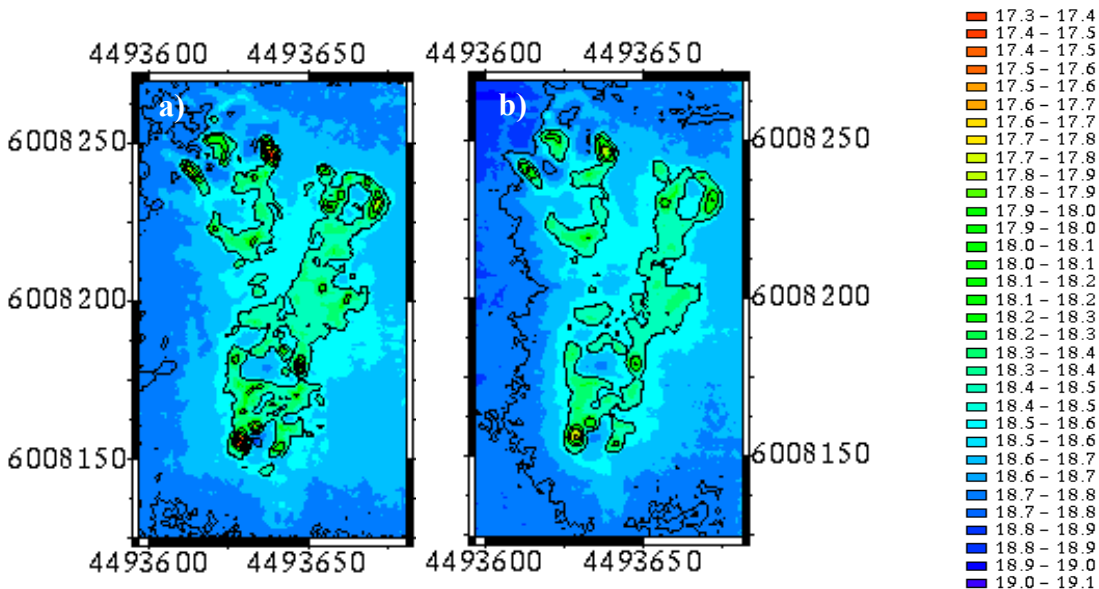 4493600 4493650
4493600 4493650
a)
b)
6008250
6008200
6008150
6008250
6008200
6008150
4493600 4493650
4493600 4493650
17.3 – 17.4
17.4 – 17.5
17.4 – 17.5
17.5 – 17.6
17.5 – 17.6
17.6 – 17.7
17.6 – 17.7
17.7 – 17.8
17.7 – 17.8
17.8 – 17.9
17.8 – 17.9
17.9 – 18.0
17.9 – 18.0
18.0 – 18.1
18.0 – 18.1
18.1 – 18.2
18.1 – 18.2
18.2 – 18.3
18.2 – 18.3
18.3 – 18.4
18.3 – 18.4
18.4 – 18.5
18.4 – 18.5
18.5 – 18.6
18.5 – 18.6
18.6 – 18.7
18.6 – 18.7
18.7 – 18.8
18.7 – 18.8
18.8 – 18.9
18.8 – 18.9
18.9 – 19.0
19.0 – 19.1